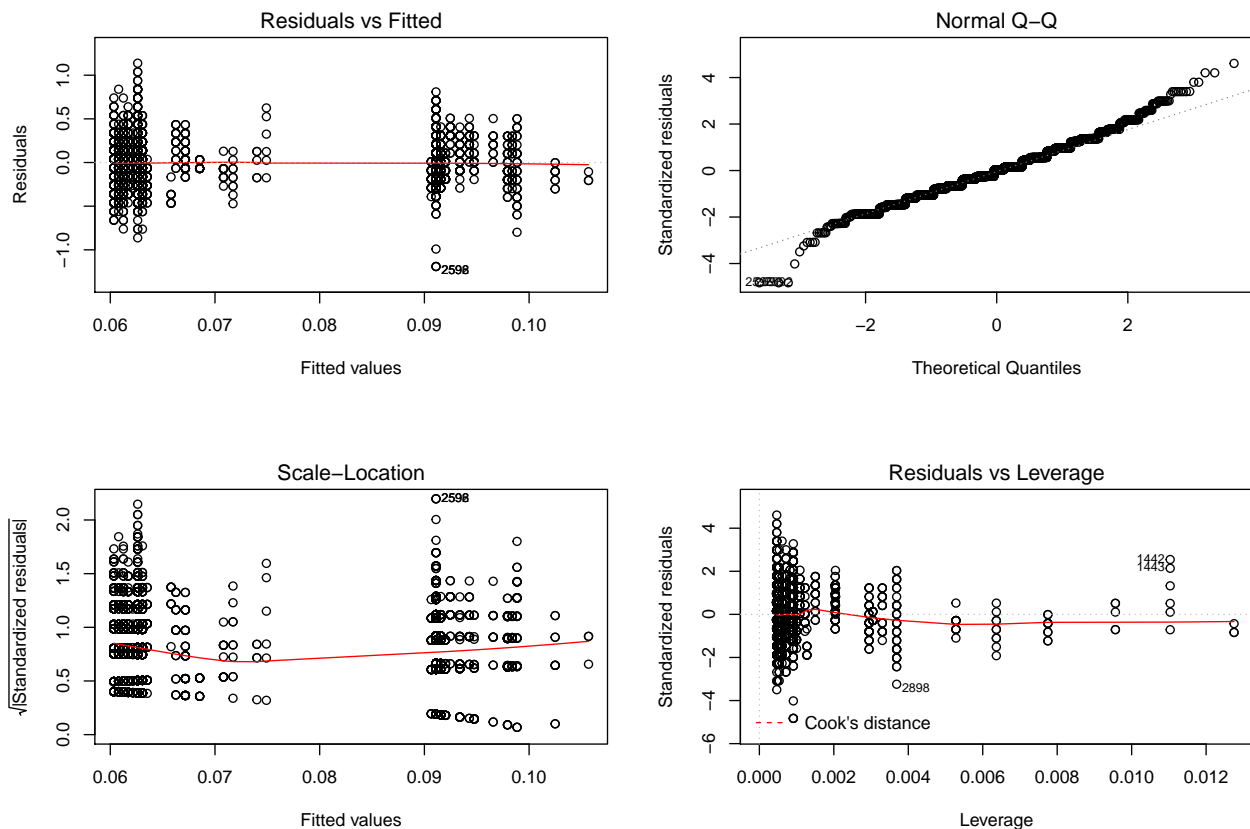 Residuals vs Fitted
Residuals
1.0
0.5
0.0
−1.0
0.06 0.07 0.08 0.09 0.10
Fitted values
Normal Q−Q
Standardized residuals
4
2
0
−2
−4
−2 0 2
Theoretical Quantiles
Scale−Location
√|Standardized residuals|
2.0
1.5
1.0
0.5
0.0
0.06 0.07 0.08 0.09 0.10
Fitted values
Residuals vs Leverage
Standardized residuals
4
2
0
−2
−4
−6
1442
1443
2898
Cook's distance
0.000 0.002 0.004 0.006 0.008 0.010 0.012
Leverage